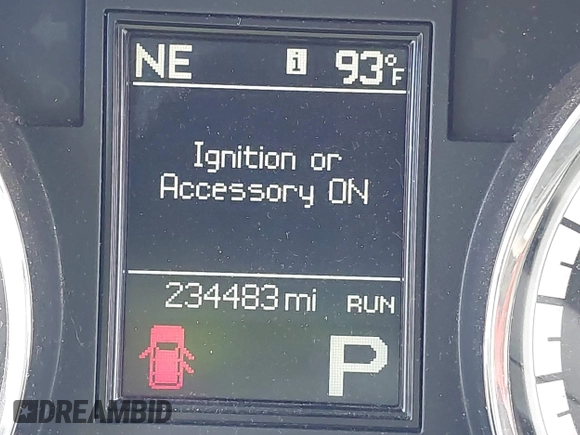 NE i 93°F
Ignition or
Accessory ON
234483 mi RUN
P
DREAMBID